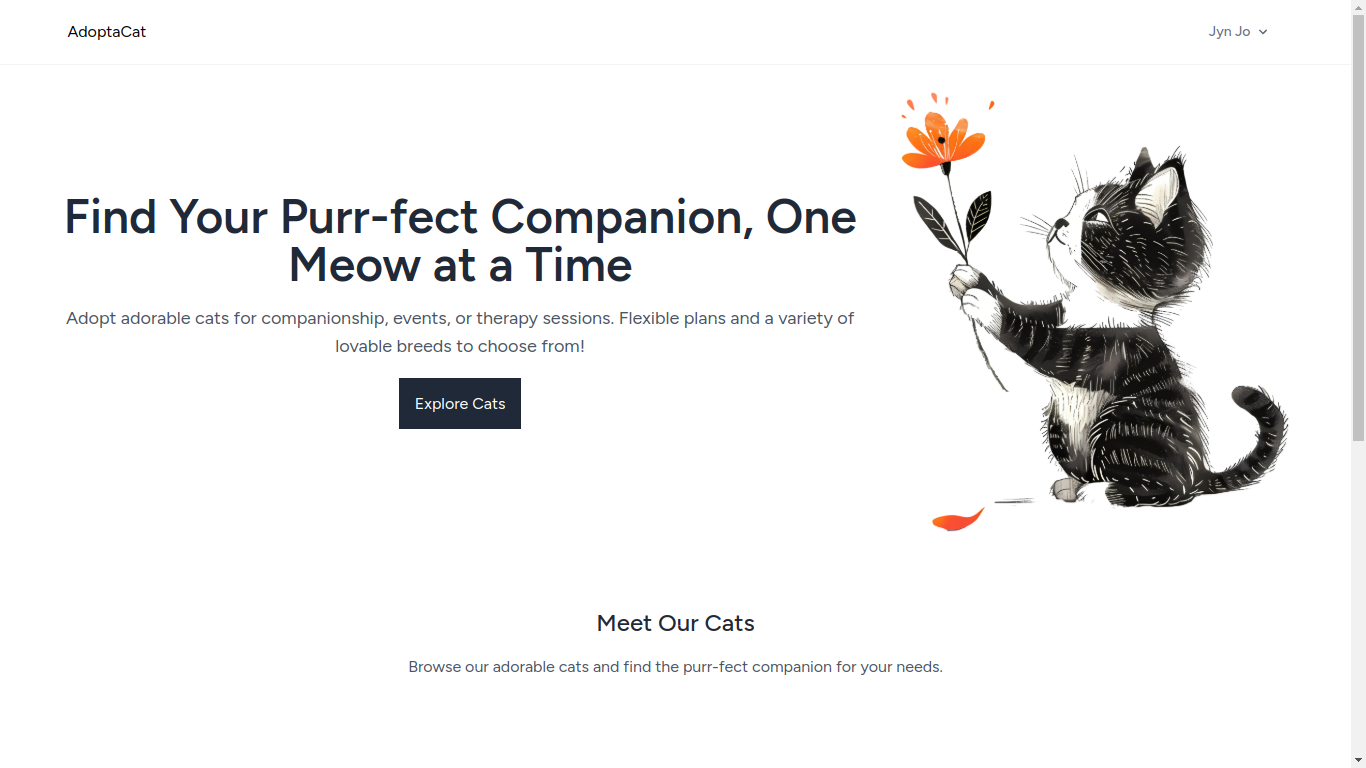 AdoptaCat
Jyn Jo
Find Your Purr-fect Companion, One
Meow at a Time
Adopt adorable cats for companionship, events, or therapy sessions. Flexible plans and a variety of
lovable breeds to choose from!
Explore Cats
Meet Our Cats
Browse our adorable cats and find the purr-fect companion for your needs.